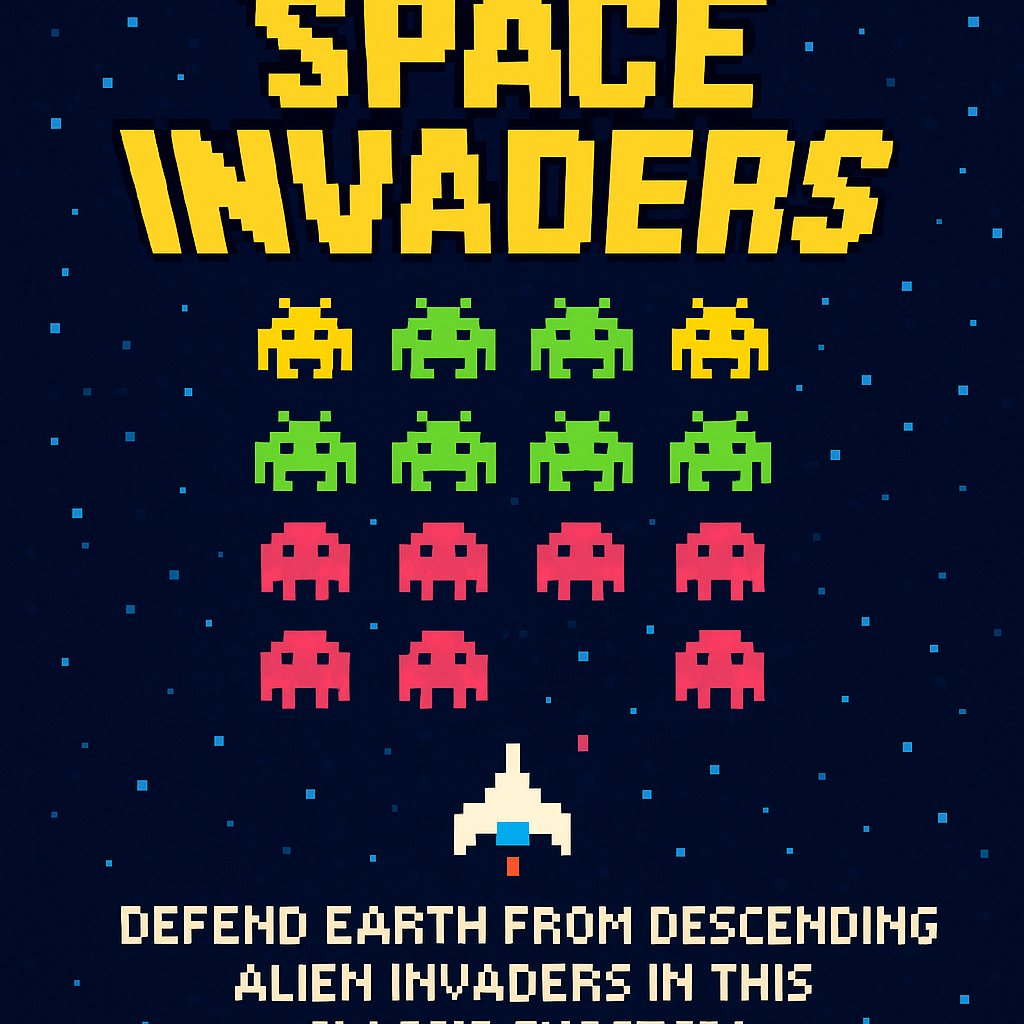 SPACE
INVADERS
DEFEND EARTH FROM DESCENDING
ALIEN INVADERS IN THIS